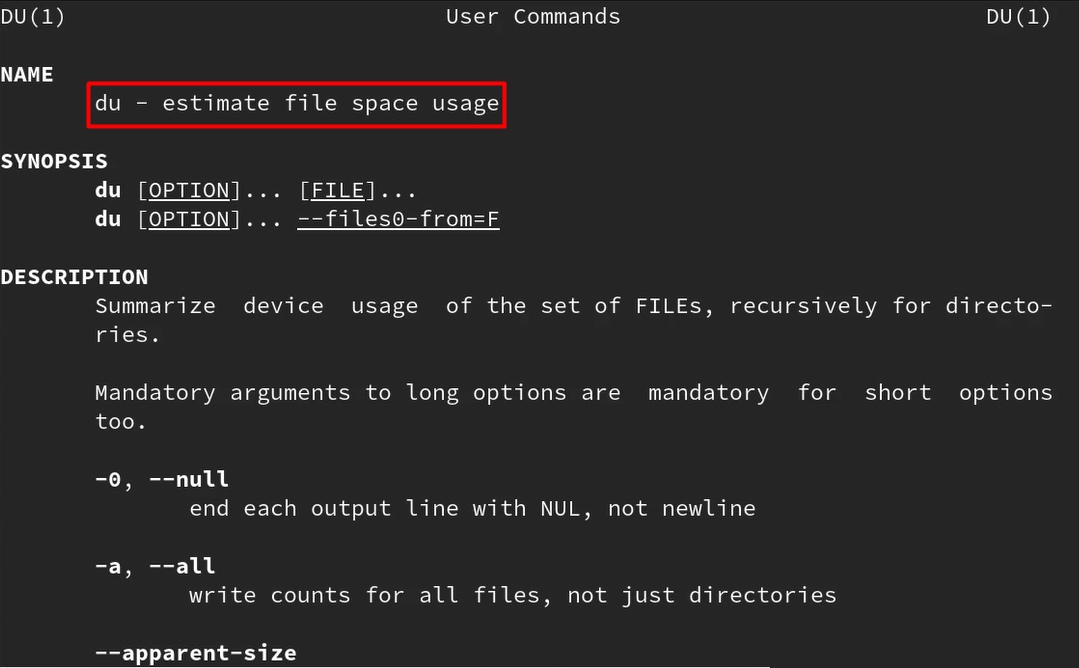 DU(1) User Commands DU(1)
NAME
du - estimate file space usage
SYNOPSIS
du [OPTION]... [FILE]...
du [OPTION]... --files0-from=F
DESCRIPTION
Summarize device usage of the set of FILEs, recursively for directo-
ries.
Mandatory arguments to long options are mandatory for short options
too.
-0, --null
end each output line with NUL, not newline
-a, --all
write counts for all files, not just directories
--apparent-size